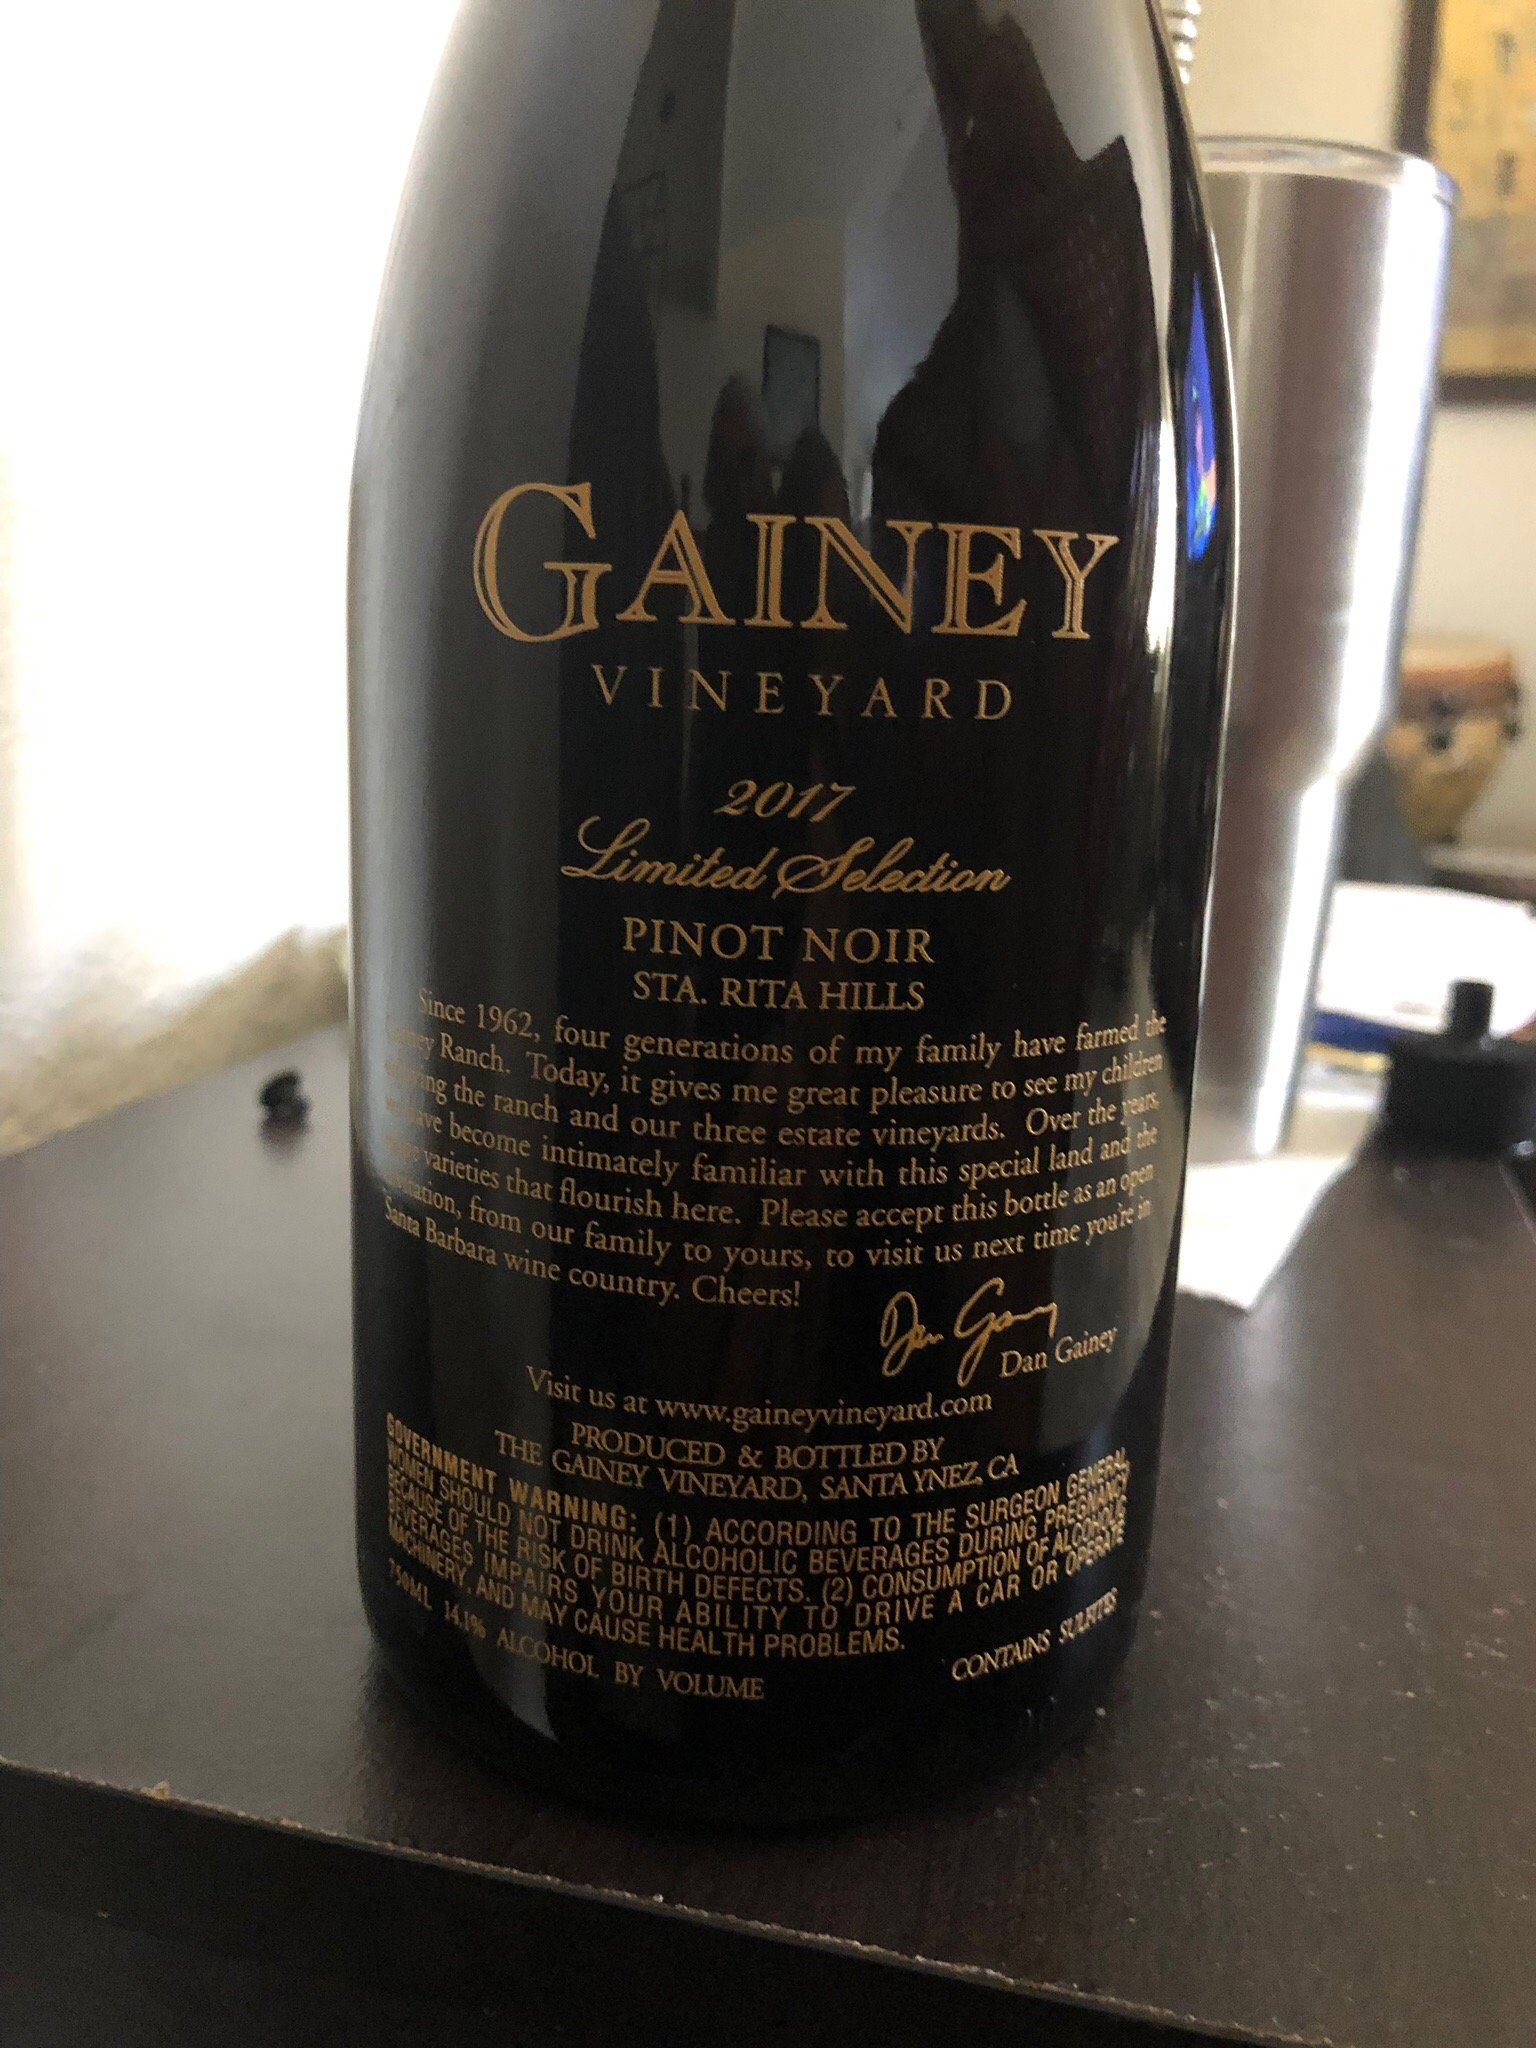 GAINEY
VINEYARD
2017
Limited Selection
PINOT NOIR
STA. RITA HILLS
Since 1962, four generations of my family have farmed the
Ranch. Today, it gives me great pleasure to see my children
the ranch and our three estate vineyards. Over the years,
have become intimately familiar with this special land and the
varieties that flourish here. Please accept this bottle as an open
invitation, from our family to yours, to visit us next time you're in
Santa Barbara wine country. Cheers!
Dan Gainey
Dan Gainey
Visit us at www.gaineyvineyard.com
PRODUCED & BOTTLED BY
THE GAINEY VINEYARD, SANTA YNEZ, CA
GOVERNMENT WARNING: (1) ACCORDING TO THE SURGEON GENERAL,
WOMEN SHOULD NOT DRINK ALCOHOLIC BEVERAGES DURING PREGNANCY
BECAUSE OF THE RISK OF BIRTH DEFECTS. (2) CONSUMPTION OF ALCOHOLIC
BEVERAGES IMPAIRS YOUR ABILITY TO DRIVE A CAR OR OPERATE
MACHINERY, AND MAY CAUSE HEALTH PROBLEMS.
750ML 14.1% ALCOHOL BY VOLUME
CONTAINS SULFITES